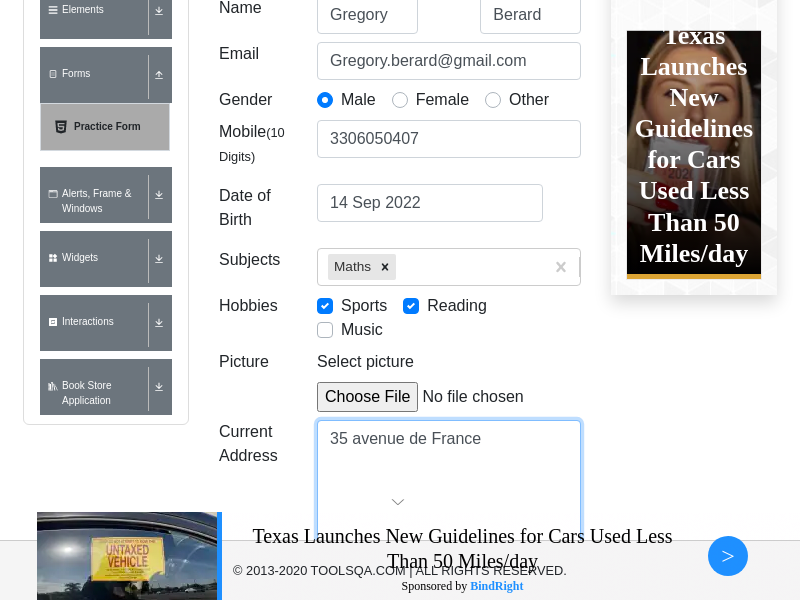 Elements
Forms
Practice Form
Alerts, Frame &
Windows
Widgets
Interactions
Book Store
Application
Name
Gregory
Berard
Email
Gregory.berard@gmail.com
Gender
Male
Female
Other
Mobile(10
Digits)
3306050407
Date of
Birth
14 Sep 2022
Subjects
Maths
Hobbies
Sports
Reading
Music
Picture
Select picture
Choose File No file chosen
Current
Address
35 avenue de France
Texas
Launches
New
Guidelines
for Cars
Used Less
Than 50
Miles/day
UNTAXED
VEHICLE
Texas Launches New Guidelines for Cars Used Less
Than 50 Miles/day
© 2013-2020 TOOLSQA.COM | ALL RIGHTS RESERVED.
Sponsored by BindRight